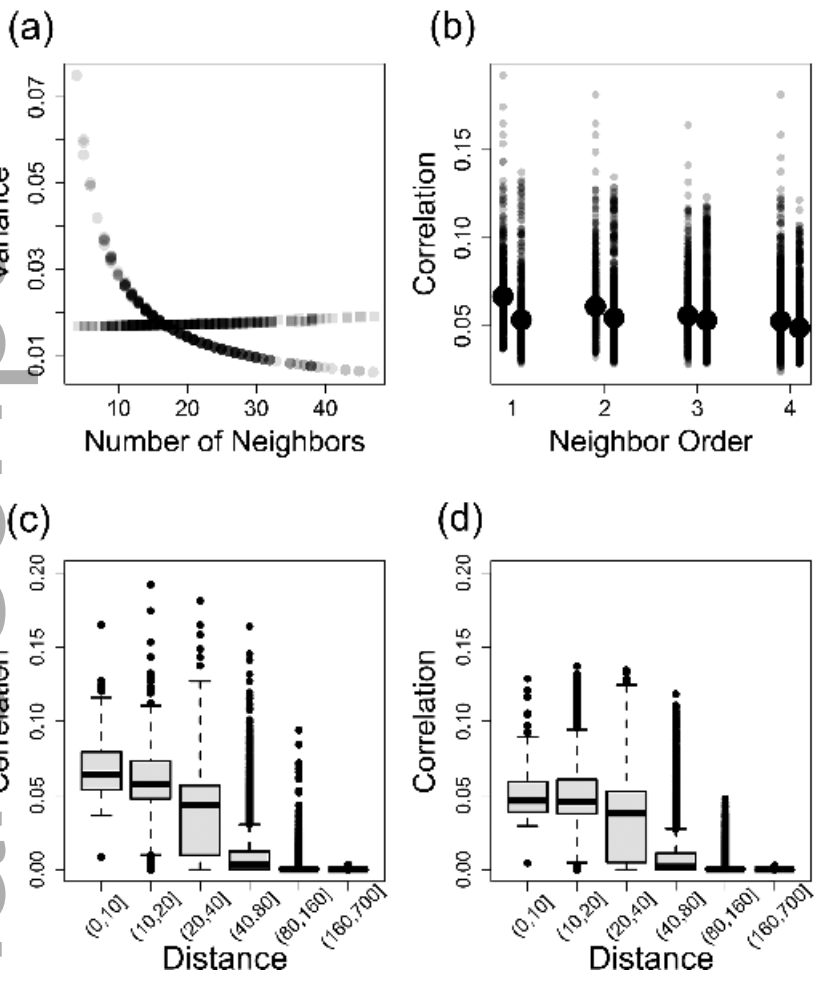 (a)
0.07
0.05
0.03
0.01
10 20 30 40
Number of Neighbors
(b)
Correlation
0.15
0.10
0.05
1 2 3 4
Neighbor Order
(c)
0.20
0.15
0.10
0.05
0.00
(0,10] (10,20] (20,40] (40,80] (80,160] (160,700]
Distance
(d)
Correlation
0.20
0.15
0.10
0.05
0.00
(0,10] (10,20] (20,40] (40,80] (80,160] (160,700]
Distance